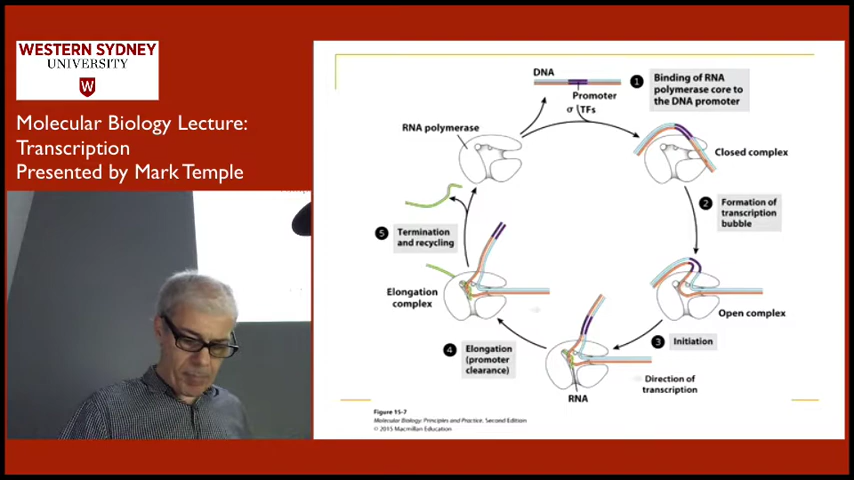 WESTERN SYDNEY
UNIVERSITY
W
Molecular Biology Lecture:
Transcription
Presented by Mark Temple
DNA
Promoter
σ TFs
1
Binding of RNA
polymerase core to
the DNA promoter
RNA polymerase
Closed complex
2
Formation of
transcription
bubble
5
Termination
and recycling
Elongation
complex
Open complex
3
Initiation
4
Elongation
(promoter
clearance)
RNA
Direction of
transcription
Figure 15-7
Molecular Biology: Principles and Practice, Second Edition
© 2015 Macmillan Education